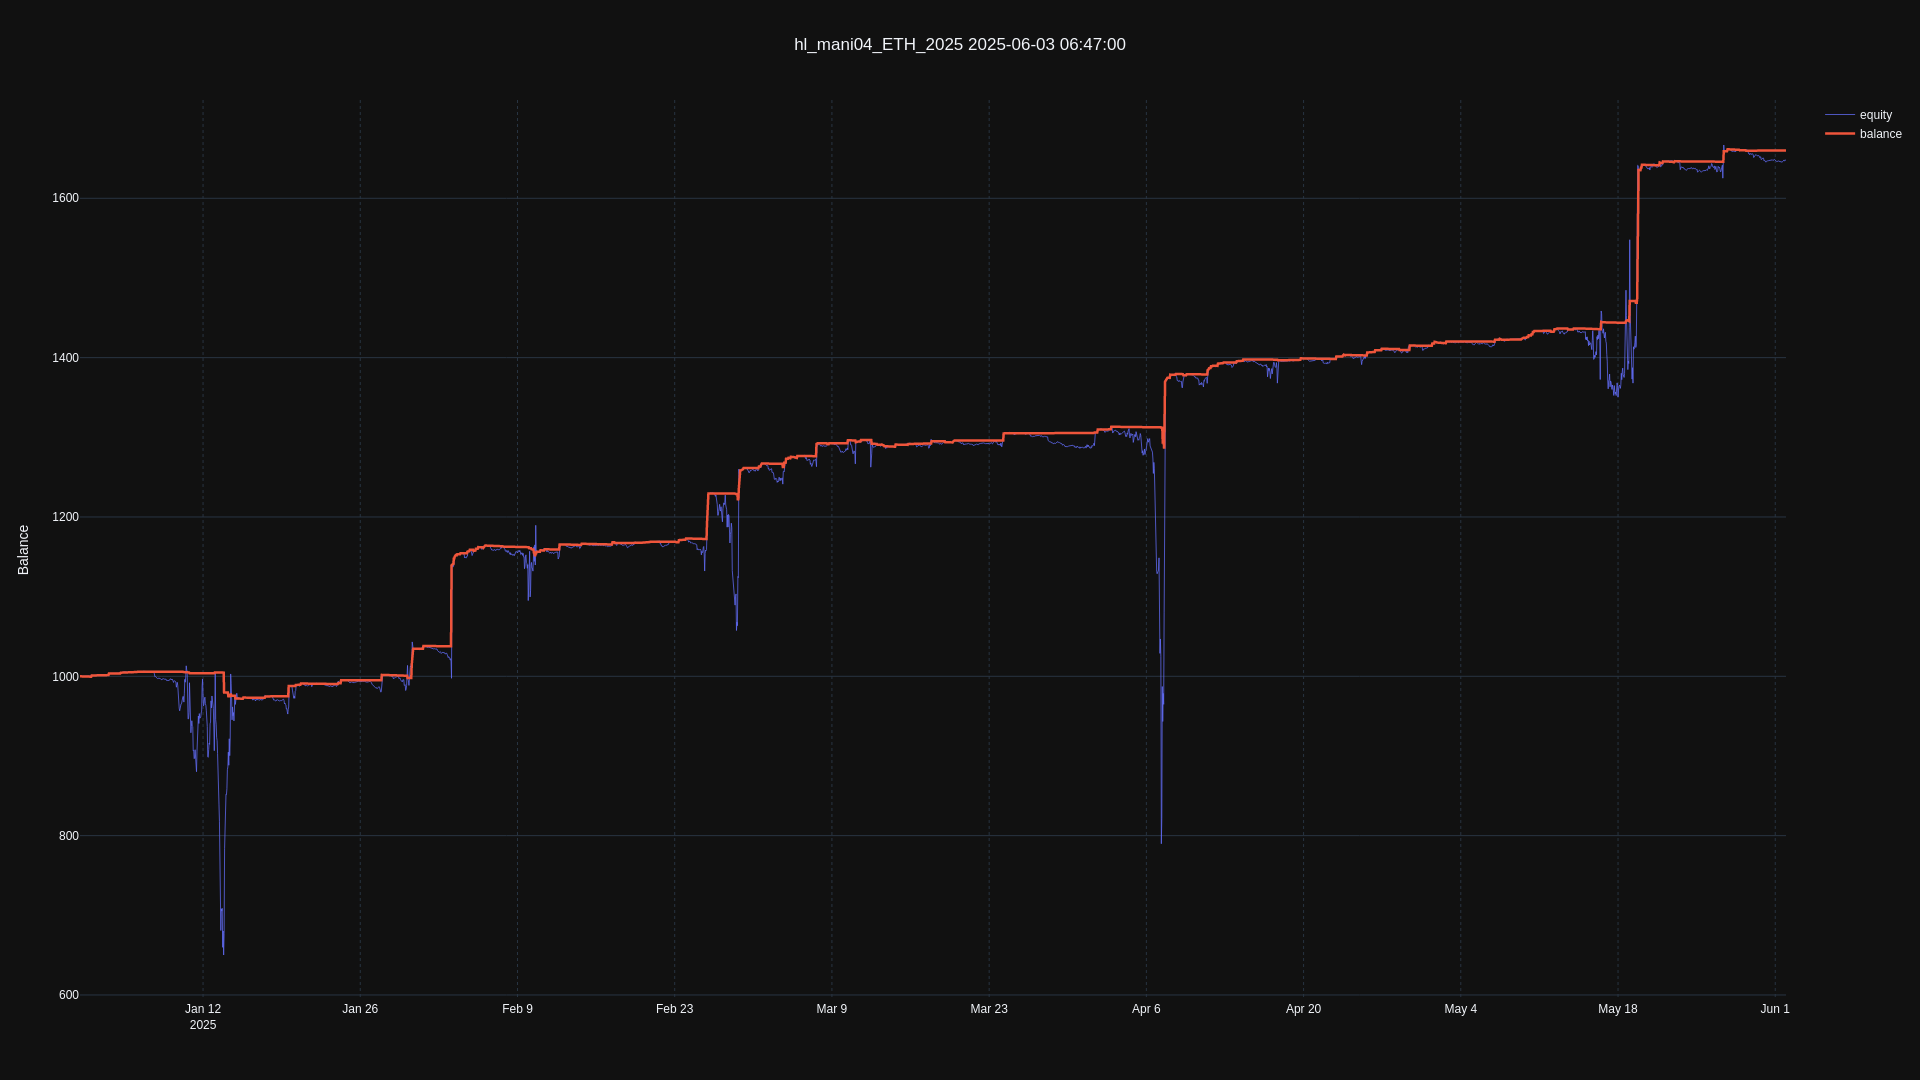 hl_mani04_ETH_2025 2025-06-03 06:47:00
equity
balance
Balance
1600
1400
1200
1000
800
600
Jan 12
2025
Jan 26
Feb 9
Feb 23
Mar 9
Mar 23
Apr 6
Apr 20
May 4
May 18
Jun 1